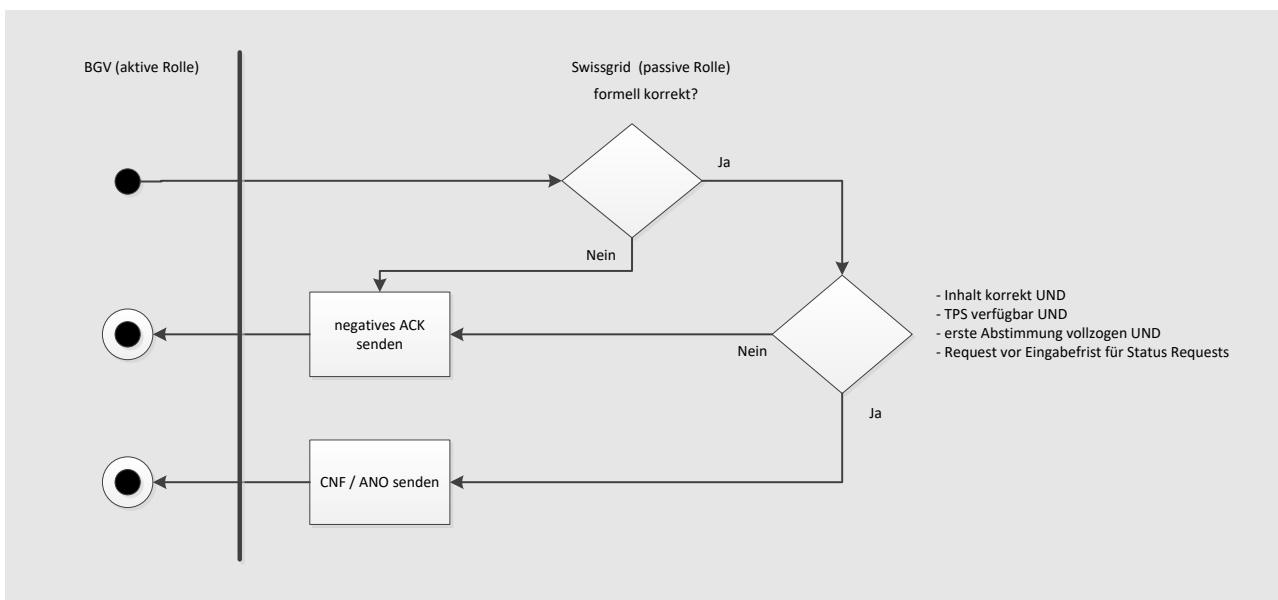 BGV (aktive Rolle)
Swissgrid (passive Rolle)
formell korrekt?
Ja
Nein
negatives ACK
senden
Nein
- Inhalt korrekt UND
- TPS verfügbar UND
- erste Abstimmung vollzogen UND
- Request vor Eingabefrist für Status Requests
Ja
CNF / ANO senden